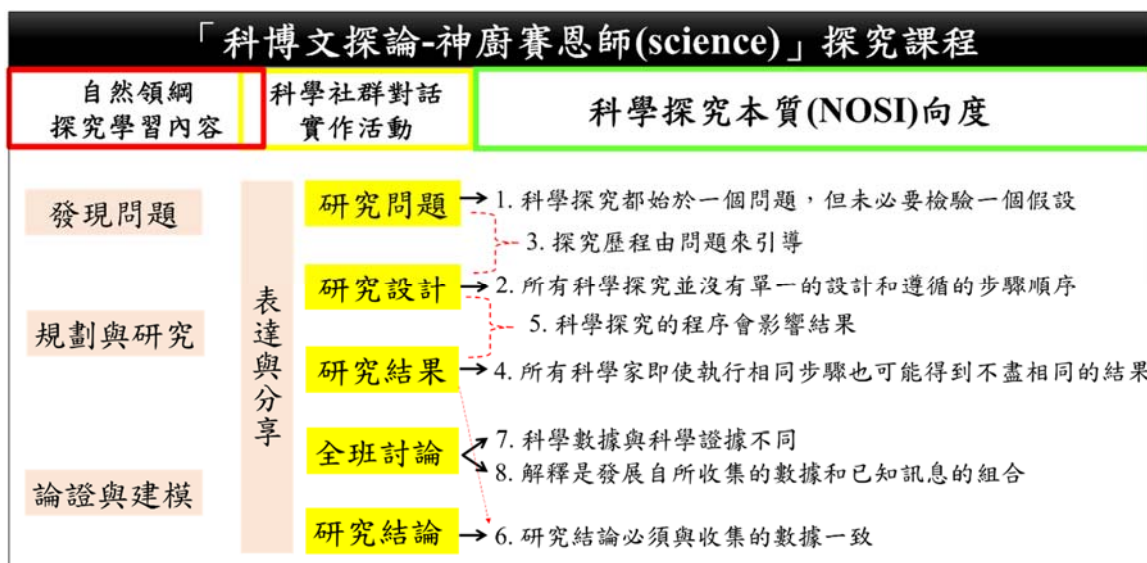 「科博文探論-神廚賽恩師(science)」探究課程
自然領綱
探究學習內容
科學社群對話
實作活動
科學探究本質(NOSI)向度
發現問題
規劃與研究
論證與建模
表達與分享
研究問題
1. 科學探究都始於一個問題，但未必要檢驗一個假設
3. 探究歷程由問題來引導
研究設計
2. 所有科學探究並沒有單一的設計和遵循的步驟順序
5. 科學探究的程序會影響結果
研究結果
4. 所有科學家即使執行相同步驟也可能得到不盡相同的結果
全班討論
7. 科學數據與科學證據不同
8. 解釋是發展自所收集的數據和已知訊息的組合
研究結論
6. 研究結論必須與收集的數據一致